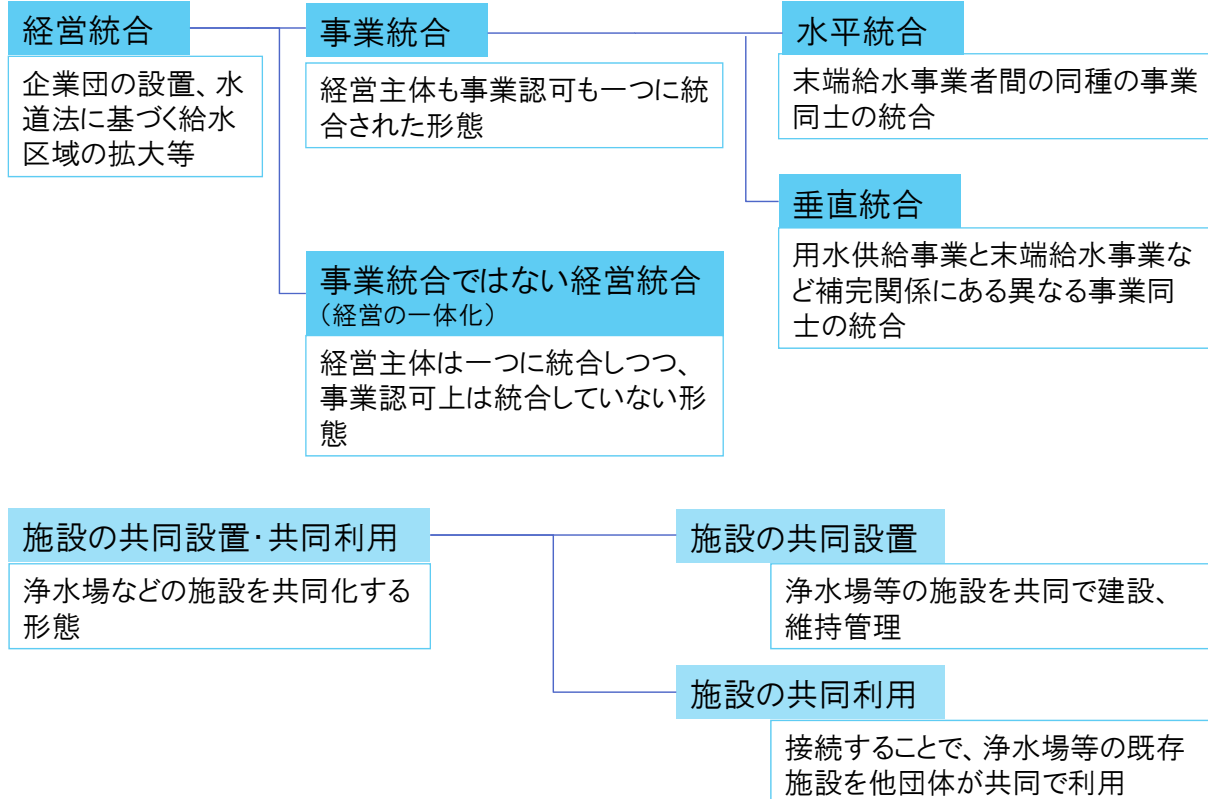 経営統合
企業団の設置、水
道法に基づく給水
区域の拡大等
事業統合
経営主体も事業認可も一つに統
合された形態
水平統合
末端給水事業者間の同種の事業
同士の統合
垂直統合
用水供給事業と末端給水事業な
ど補完関係にある異なる事業同
士の統合
事業統合ではない経営統合
(経営の一体化)
経営主体は一つに統合しつつ、
事業認可上は統合していない形
態
施設の共同設置・共同利用
浄水場などの施設を共同化する
形態
施設の共同設置
浄水場等の施設を共同で建設、
維持管理
施設の共同利用
接続することで、浄水場等の既存
施設を他団体が共同で利用